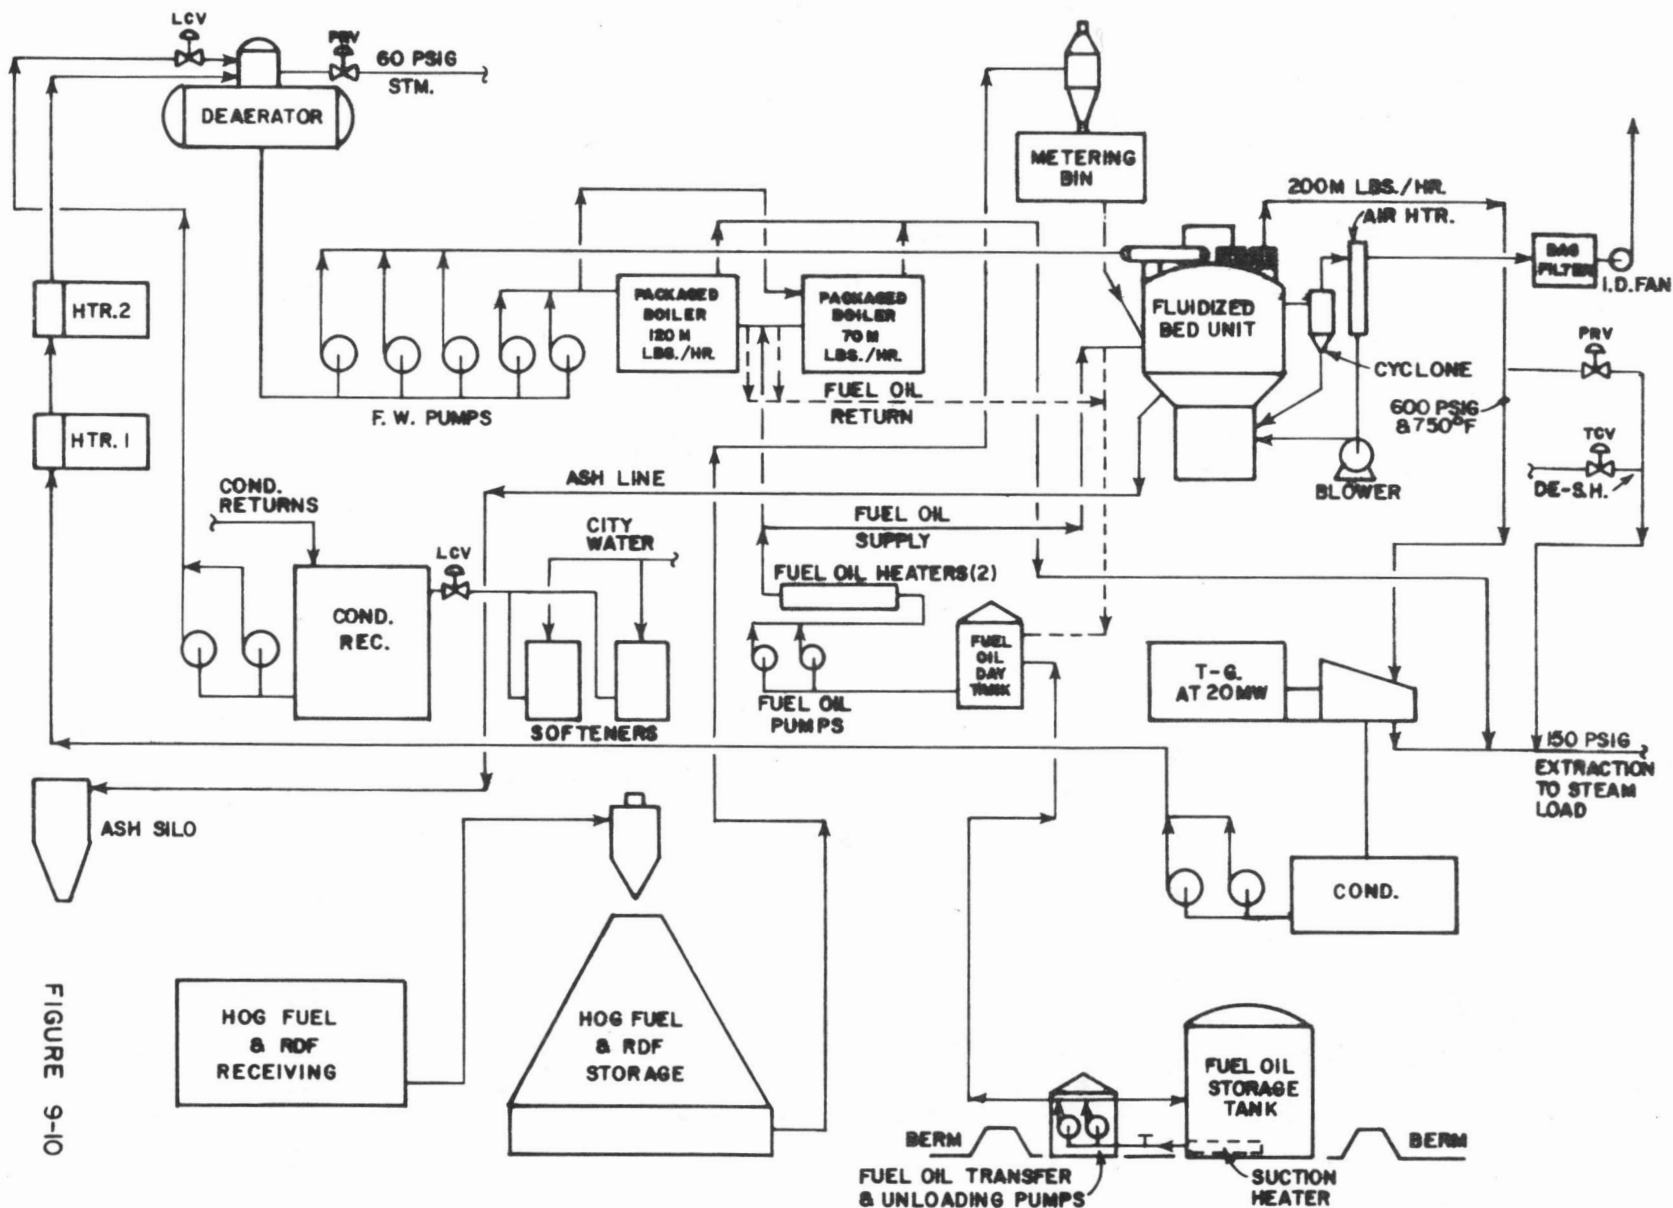 LCV
PRV
60 PSIG
STM.
DEAERATOR
METERING
BIN
200M LBS./HR.
AIR HTR.
BAG
FILTER
I.D. FAN
HTR.2
PACKAGED
BOILER
120 M
LBS./HR.
PACKAGED
BOILER
70 M
LBS./HR.
FLUIDIZED
BED UNIT
PRV
CYCLONE
FUEL OIL
RETURN
F. W. PUMPS
600 PSIG
& 750°F
HTR. 1
TCV
DE-S.H.
BLOWER
COND.
RETURNS
ASH LINE
FUEL OIL
SUPPLY
CITY
WATER
LCV
FUEL OIL HEATERS(2)
COND.
REC.
FUEL
OIL
DAY
TANK
T-G.
AT 20MW
FUEL OIL
PUMPS
SOFTENERS
150 PSIG
EXTRACTION
TO STEAM
LOAD
ASH SILO
COND.
HOG FUEL
& RDF
RECEIVING
HOG FUEL
& RDF
STORAGE
FUEL OIL
STORAGE
TANK
BERM
T
BERM
FUEL OIL TRANSFER
& UNLOADING PUMPS
SUCTION
HEATER
FIGURE 9-10